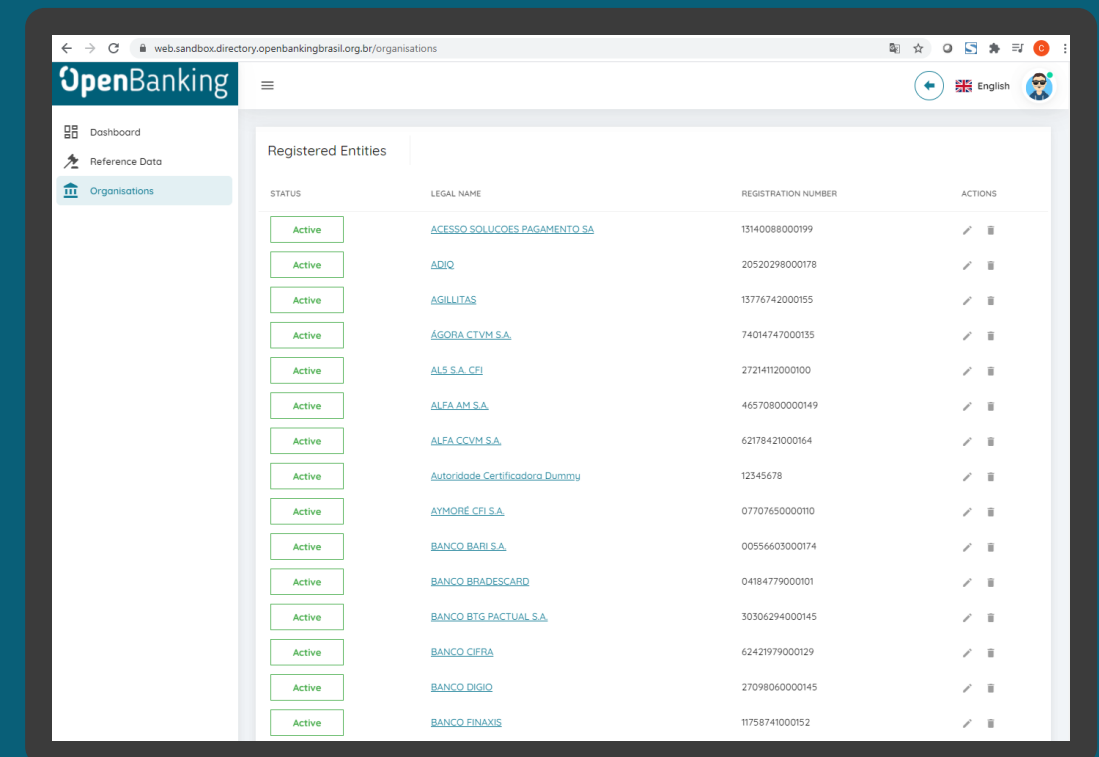 web.sandbox.directory.openbankingbrasil.org.br/organisations
C
OpenBanking
English
Dashboard
Reference Data
Organisations
Registered Entities
STATUS LEGAL NAME REGISTRATION NUMBER ACTIONS
Active ACESSO SOLUCOES PAGAMENTO SA 13140088000199
Active ADIQ 20520298000178
Active AGILLITAS 13776742000155
Active ÁGORA CTVM S.A. 74014747000135
Active AL5 S.A. CFI 27214112000100
Active ALFA AM S.A. 46570800000149
Active ALFA CCVM S.A. 62178421000164
Active Autoridade Certificadora Dummy 12345678
Active AYMORÉ CFI S.A. 07707650000110
Active BANCO BARI S.A. 00556603000174
Active BANCO BRADESCARD 04184779000101
Active BANCO BTG PACTUAL S.A. 30306294000145
Active BANCO CIFRA 62421979000129
Active BANCO DIGIO 27098060000145
Active BANCO FINAXIS 11758741000152